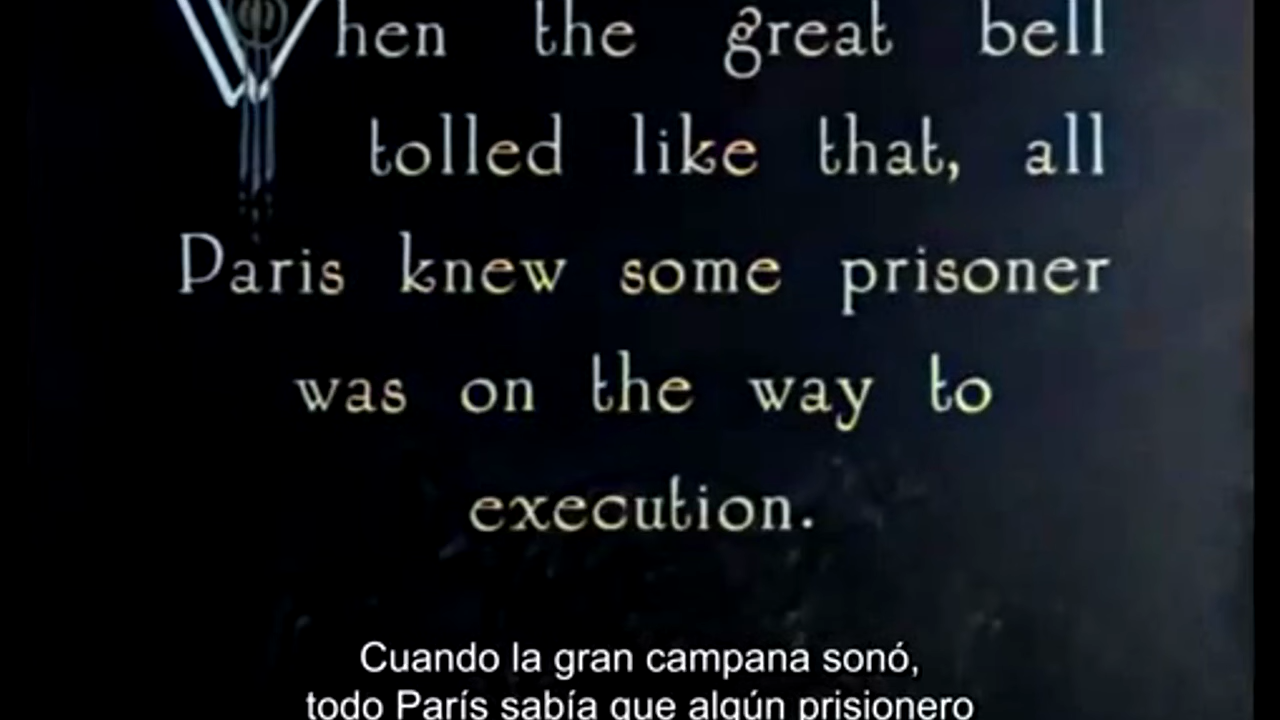 When the great bell
tolled like that, all
Paris knew some prisoner
was on the way to
execution.
Cuando la gran campana sonó,
todo París sabía que algún prisionero